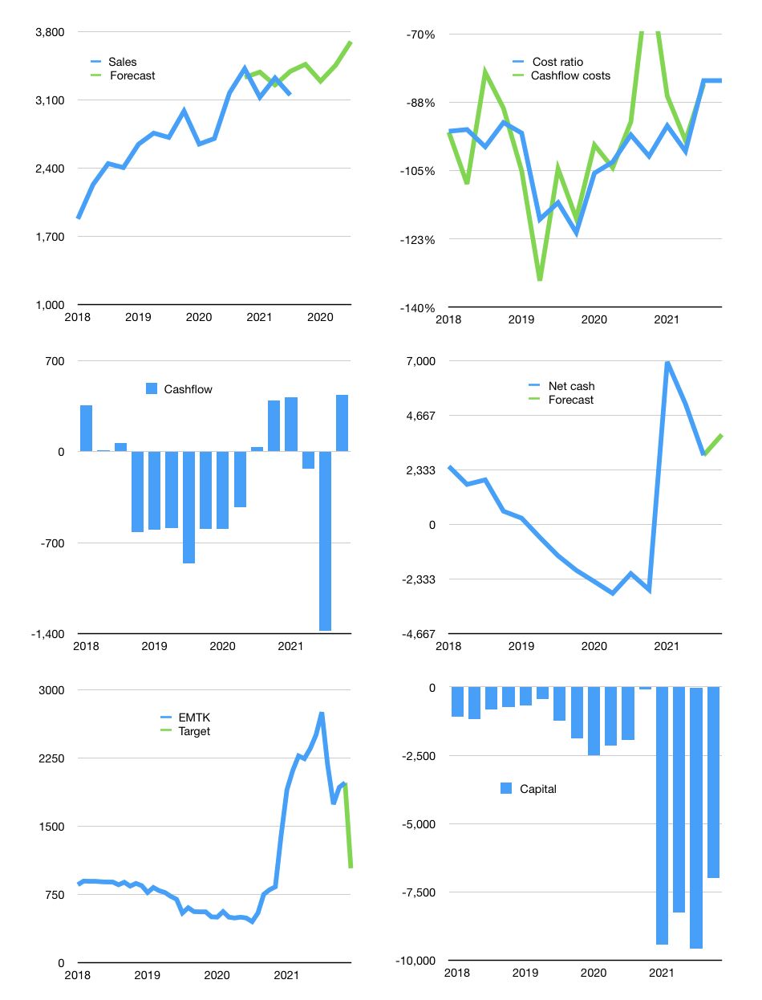 3,800
Sales
Forecast
3,100
2,400
1,700
1,000
2018 2019 2020 2021 2020
-70%
Cost ratio
Cashflow costs
-88%
-105%
-123%
-140%
2018 2019 2020 2021
700
Cashflow
0
-700
-1,400
2018 2019 2020 2021
7,000
Net cash
Forecast
4,667
2,333
0
-2,333
-4,667
2018 2019 2020 2021
3000
EMTK
Target
2250
1500
750
0
2018 2019 2020 2021
0
-2,500
Capital
-5,000
-7,500
-10,000
2018 2019 2020 2021